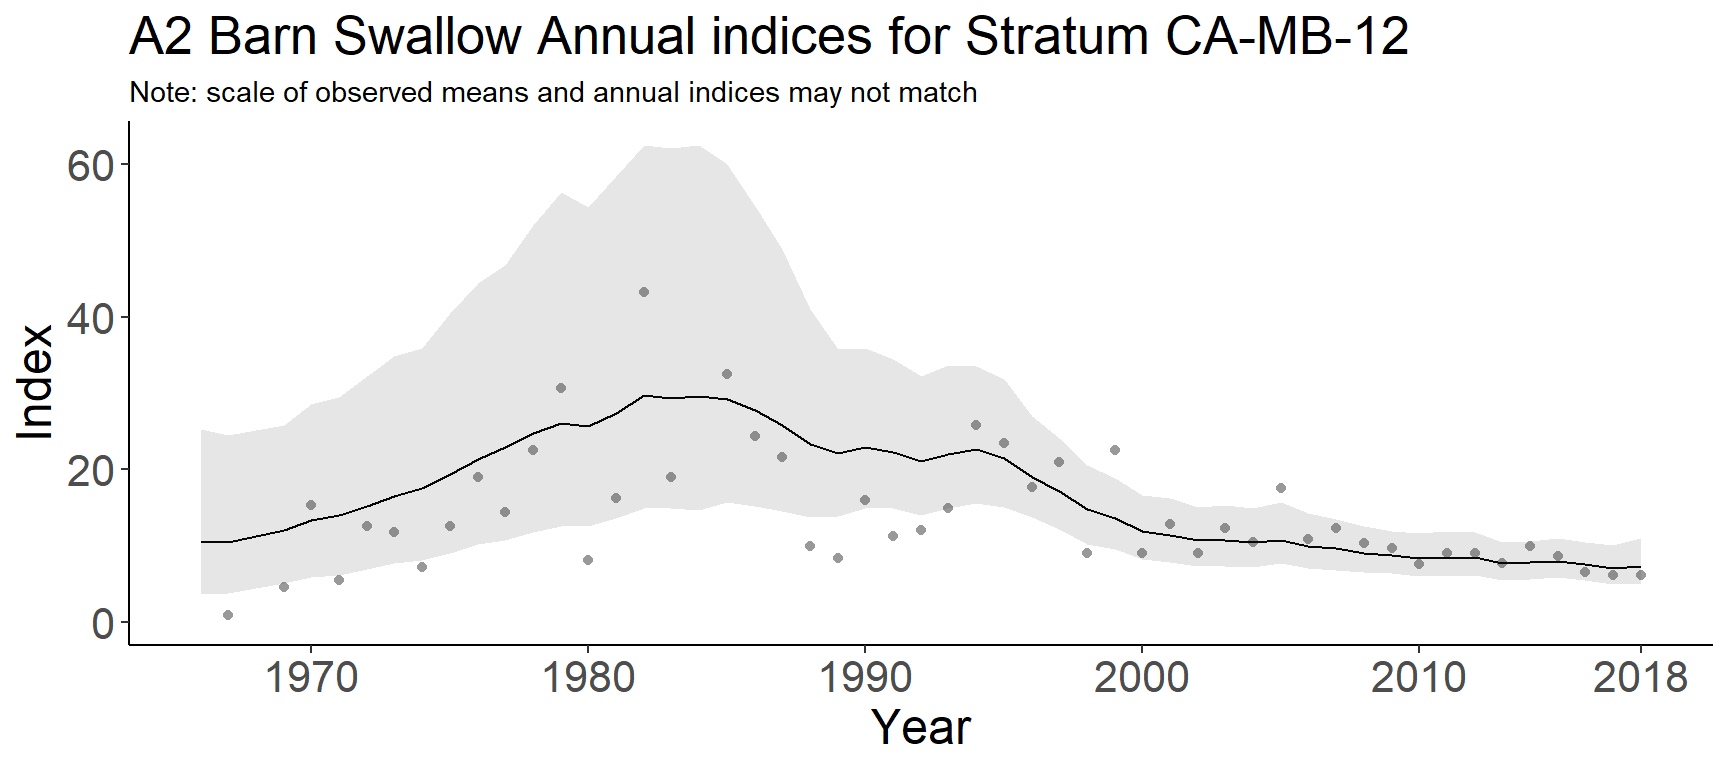 A2 Barn Swallow Annual indices for Stratum CA-MB-12
Note: scale of observed means and annual indices may not match
60
40
20
0
Index
1970 1980 1990 2000 2010 2018
Year